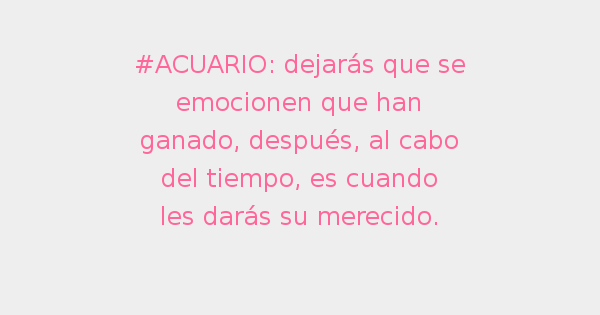 #ACUARIO: dejarás que se
emocionen que han
ganado, después, al cabo
del tiempo, es cuando
les darás su merecido.